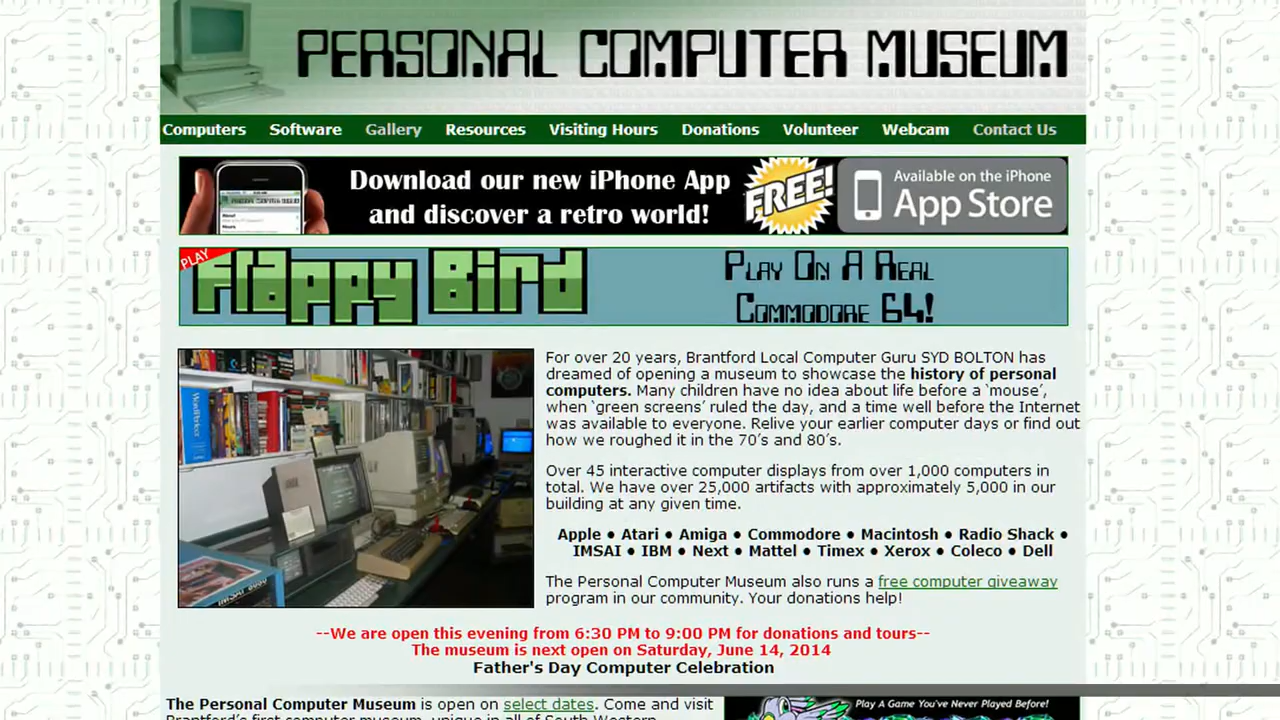 PERSONAL COMPUTER MUSEUM
Computers Software Gallery Resources Visiting Hours Donations Volunteer Webcam Contact Us
Download our new iPhone App
and discover a retro world!
FREE!
Available on the iPhone
App Store
PLAY
Flappy Bird
Play On A Real
Commodore 64!
For over 20 years, Brantford Local Computer Guru SYD BOLTON has
dreamed of opening a museum to showcase the history of personal
computers. Many children have no idea about life before a `mouse’,
when ‘green screens’ ruled the day, and a time well before the Internet
was available to everyone. Relive your earlier computer days or find out
how we roughed it in the 70’s and 80’s.
Over 45 interactive computer displays from over 1,000 computers in
total. We have over 25,000 artifacts with approximately 5,000 in our
building at any given time.
Apple ● Atari ● Amiga ● Commodore ● Macintosh ● Radio Shack ●
IMSAI ● IBM ● Next ● Mattel ● Timex ● Xerox ● Coleco ● Dell
The Personal Computer Museum also runs a free computer giveaway
program in our community. Your donations help!
--We are open this evening from 6:30 PM to 9:00 PM for donations and tours--
The museum is next open on Saturday, June 14, 2014
Father's Day Computer Celebration
The Personal Computer Museum is open on select dates. Come and visit
Brantford’s first computer museum, unique in all of South Western
Play A Game You've Never Played Before!